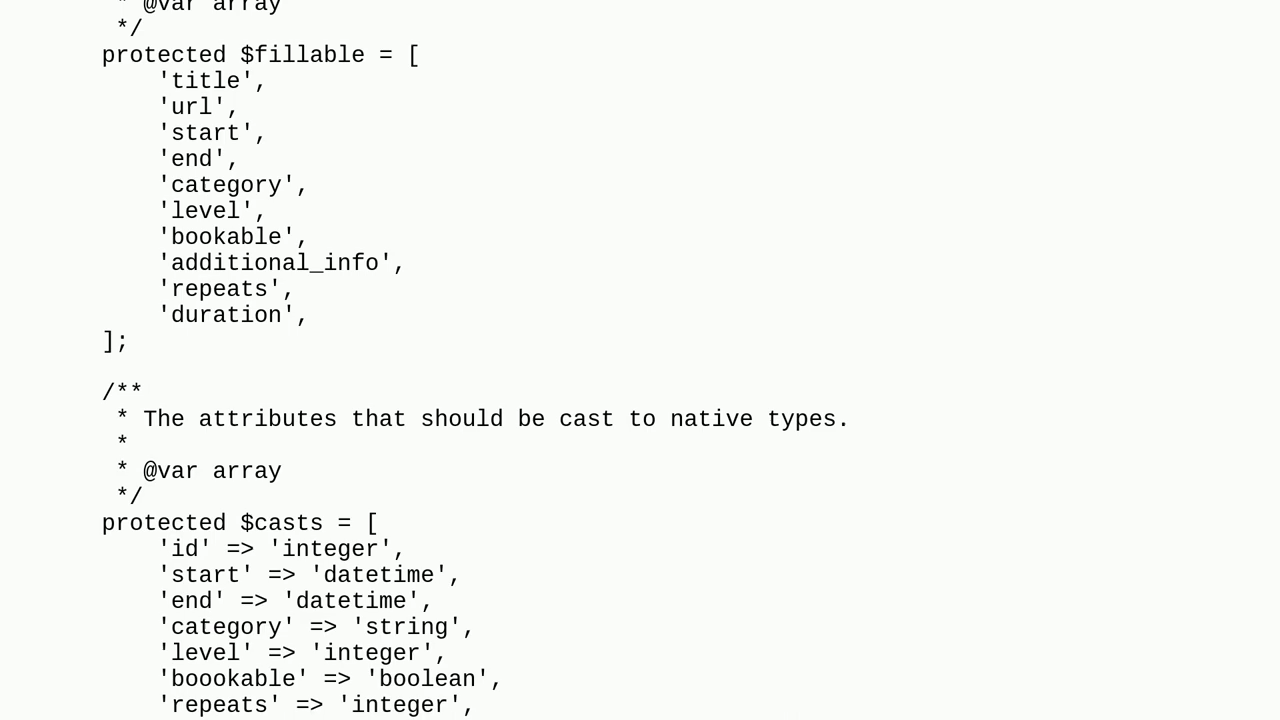 * @var array
*/
protected $fillable = [
'title',
'url',
'start',
'end',
'category',
'level',
'bookable',
'additional_info',
'repeats',
'duration',
];
/**
* The attributes that should be cast to native types.
*
* @var array
*/
protected $casts = [
'id' => 'integer',
'start' => 'datetime',
'end' => 'datetime',
'category' => 'string',
'level' => 'integer',
'boookable' => 'boolean',
'repeats' => 'integer',